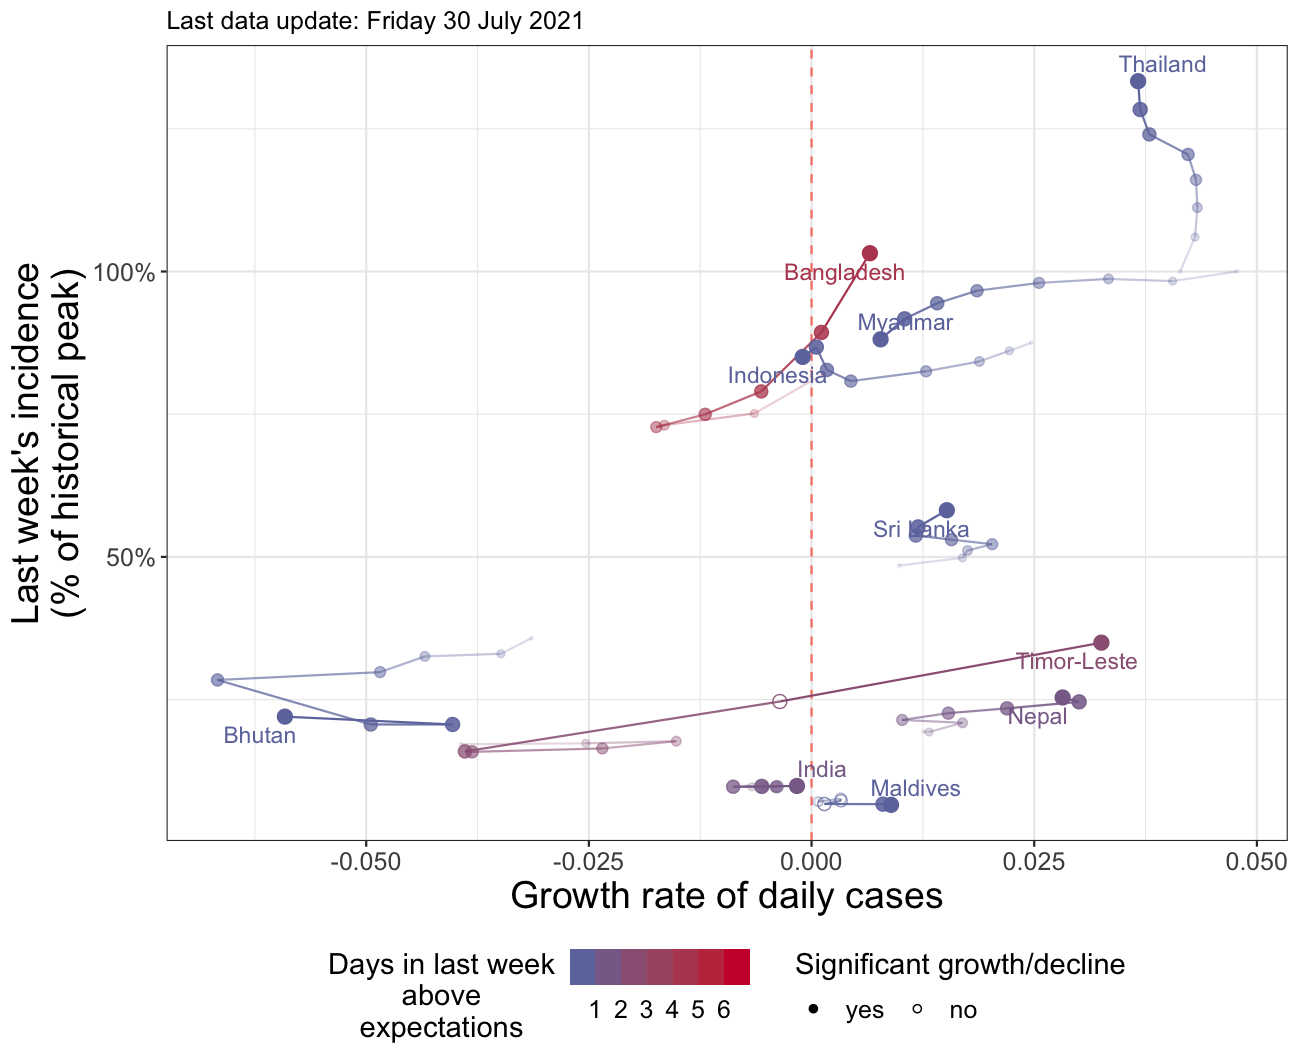 Last data update: Friday 30 July 2021
Thailand
Bangladesh
Myanmar
Indonesia
Sri Lanka
Timor-Leste
Nepal
Bhutan
India
Maldives
Last week's incidence
(% of historical peak)
100%
50%
-0.050
-0.025
0.000
0.025
0.050
Growth rate of daily cases
Days in last week
above
expectations
1 2 3 4 5 6
Significant growth/decline
yes
no